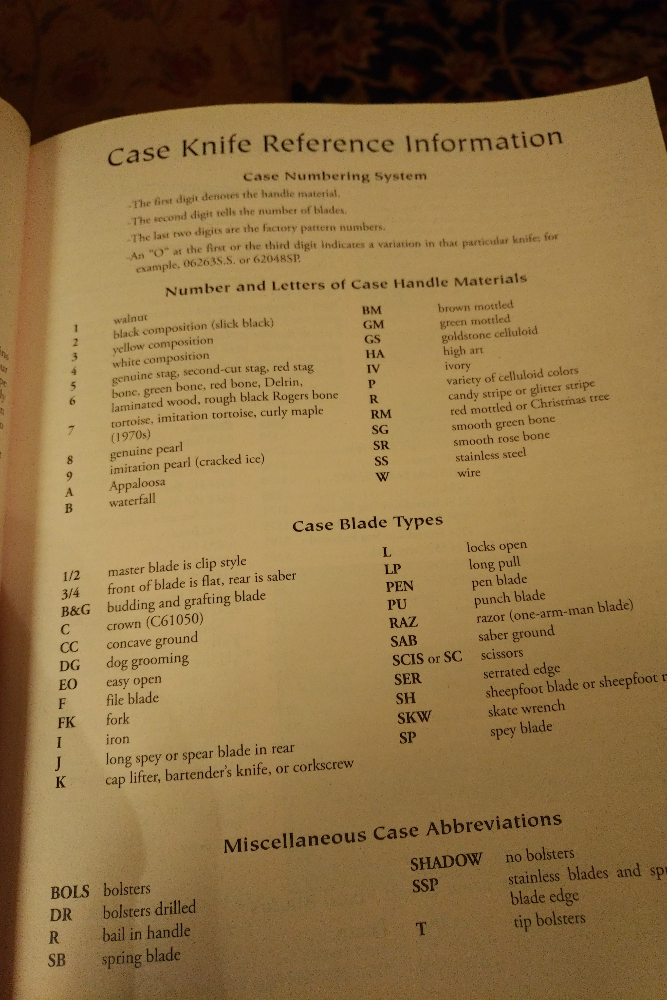 Case Knife Reference Information
Case Numbering System
-The first digit denotes the handle material.
-The second digit tells the number of blades.
-The last two digits are the factory pattern numbers.
-An "O" at the first or the third digit indicates a variation in that particular knife; for
example, 06263S.S. or 62048SP.
Number and Letters of Case Handle Materials
1 walnut
2 black composition (slick black)
3 yellow composition
4 white composition
5 genuine stag, second-cut stag, red stag
6 bone, green bone, red bone, Delrin,
laminated wood, rough black Rogers bone
7 tortoise, imitation tortoise, curly maple
(1970s)
8 genuine pearl
9 imitation pearl (cracked ice)
A Appaloosa
B waterfall
BM brown mottled
GM green mottled
GS goldstone celluloid
HA high art
IV ivory
P variety of celluloid colors
R candy stripe or glitter stripe
RM red mottled or Christmas tree
SG smooth green bone
SR smooth rose bone
SS stainless steel
W wire
Case Blade Types
1/2 master blade is clip style
3/4 front of blade is flat, rear is saber
B&G budding and grafting blade
C crown (C61050)
CC concave ground
DG dog grooming
EO easy open
F file blade
FK fork
I iron
J long spey or spear blade in rear
K cap lifter, bartender's knife, or corkscrew
L locks open
LP long pull
PEN pen blade
PU punch blade
RAZ razor (one-arm-man blade)
SAB saber ground
SCIS or SC scissors
SER serrated edge
SH sheepfoot blade or sheepfoot
SKW skate wrench
SP spey blade
Miscellaneous Case Abbreviations
BOLS bolsters
DR bolsters drilled
R bail in handle
SB spring blade
SHADOW no bolsters
SSP stainless blades and
blade edge
T tip bolsters